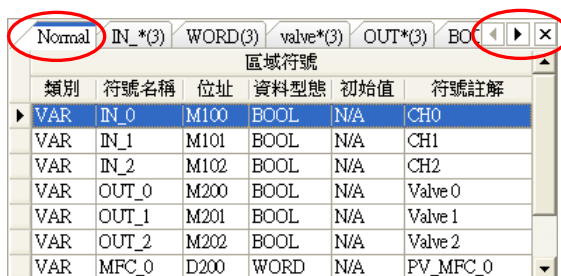 Normal IN_*(3) WORD(3) valve*(3) OUT*(3)
區域符號
類別 符號名稱 位址 資料型態 初始值 符號註解
VAR IN_0 M100 BOOL N/A CH0
VAR IN_1 M101 BOOL N/A CH1
VAR IN_2 M102 BOOL N/A CH2
VAR OUT_0 M200 BOOL N/A Valve 0
VAR OUT_1 M201 BOOL N/A Valve 1
VAR OUT_2 M202 BOOL N/A Valve 2
VAR MFC_0 D200 WORD N/A PV_MFC_0